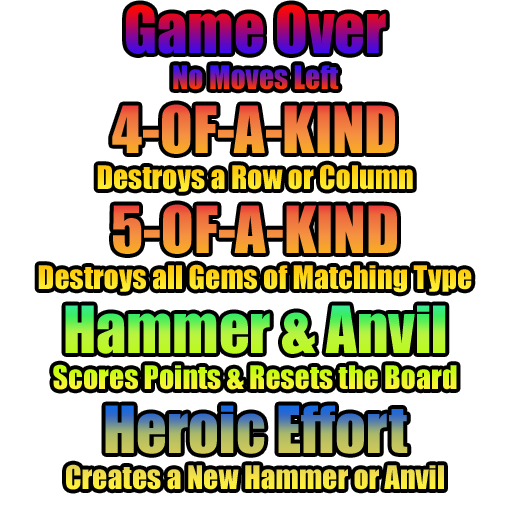 Game Over
No Moves Left
4-OF-A-KIND
Destroys a Row or Column
5-OF-A-KIND
Destroys all Gems of Matching Type
Hammer & Anvil
Scores Points & Resets the Board
Heroic Effort
Creates a New Hammer or Anvil